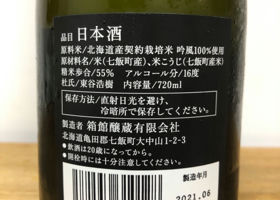 品目 日本酒
原料米/北海道産契約栽培米 吟風100%使用
原材料名/米(七飯町産)、米こうじ(七飯町産米)
精米歩合/55% アルコール分/16度
杜氏/東谷浩樹 内容量/720ml
保存方法/直射日光を避け、
冷暗所で保存してください。
製造者 箱館醸蔵有限会社
北海道亀田郡七飯町大中山1-2-3
●飲酒は20歳になってから。
●開栓時には十分注意してください。
製造年月
2021.06